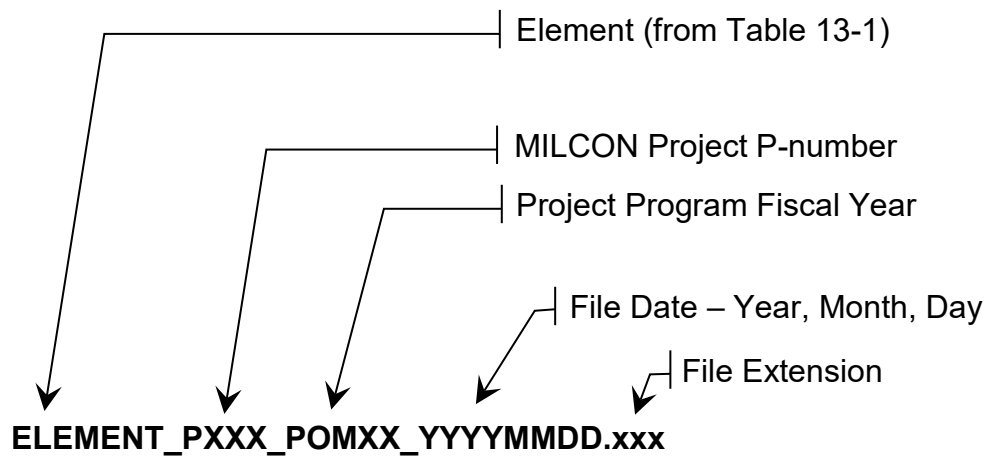 Element (from Table 13-1)
MILCON Project P-number
Project Program Fiscal Year
File Date – Year, Month, Day
File Extension
ELEMENT_PXXX_POMXX_YYYYMMDD.xxx